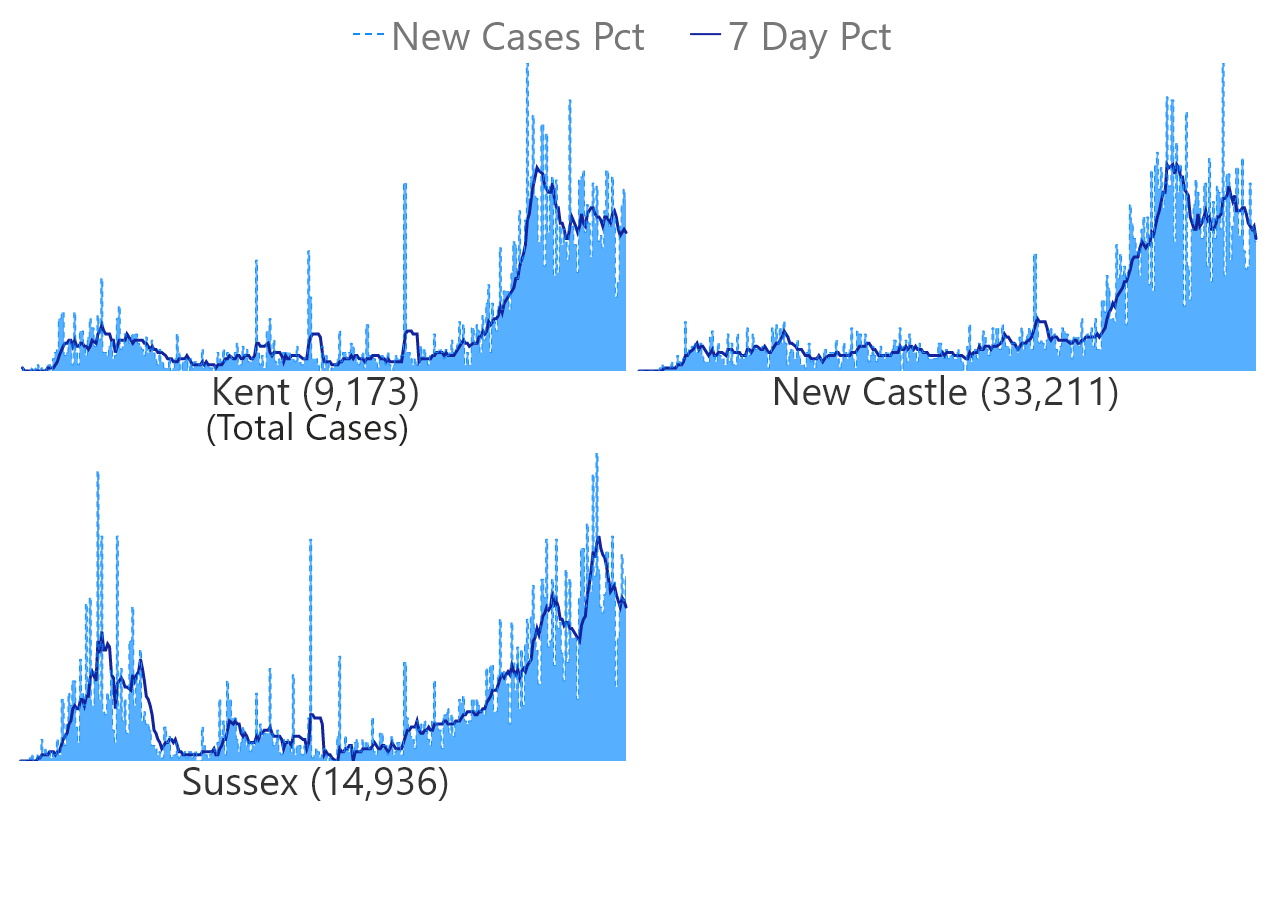 New Cases Pct 7 Day Pct
Kent (9,173)
(Total Cases)
New Castle (33,211)
Sussex (14,936)